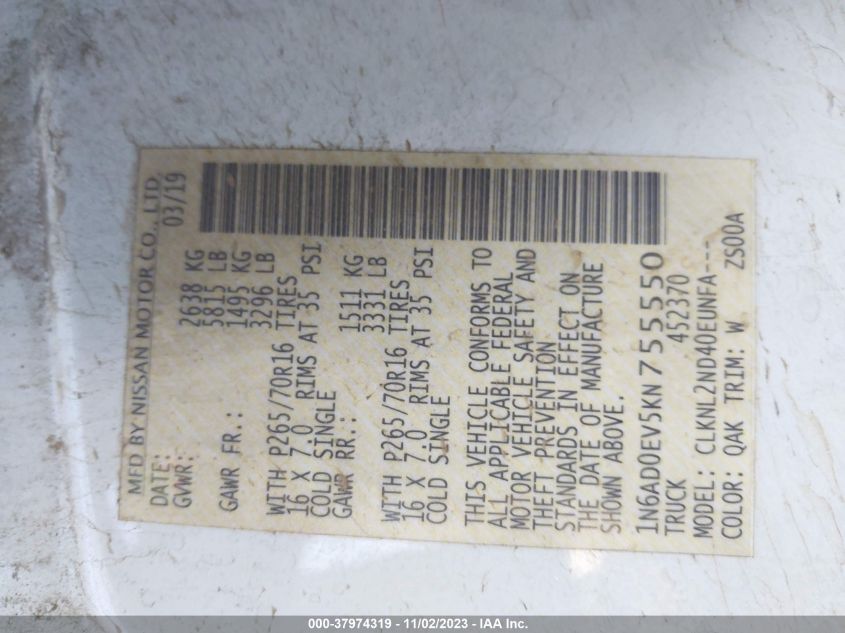 MFD BY NISSAN MOTOR CO., LTD.
DATE: 03/19
GVWR: 2638 KG
5815 LB
GAWR FR.: 1495 KG
3296 LB
WITH P265/70R16 TIRES
16 X 7.0 RIMS AT 35 PSI
COLD SINGLE
GAWR RR.: 1511 KG
3331 LB
WITH P265/70R16 TIRES
16 X 7.0 RIMS AT 35 PSI
COLD SINGLE
THIS VEHICLE CONFORMS TO
ALL APPLICABLE FEDERAL
MOTOR VEHICLE SAFETY AND
THEFT PREVENTION
STANDARDS IN EFFECT ON
THE DATE OF MANUFACTURE
SHOWN ABOVE.
1N6AD0EV5KN755550
TRUCK 452370
MODEL: CLKNL2ND40EUNFA---
COLOR: QAK TRIM: W ZS00A
000-37974319 - 11/02/2023 - IAA Inc.